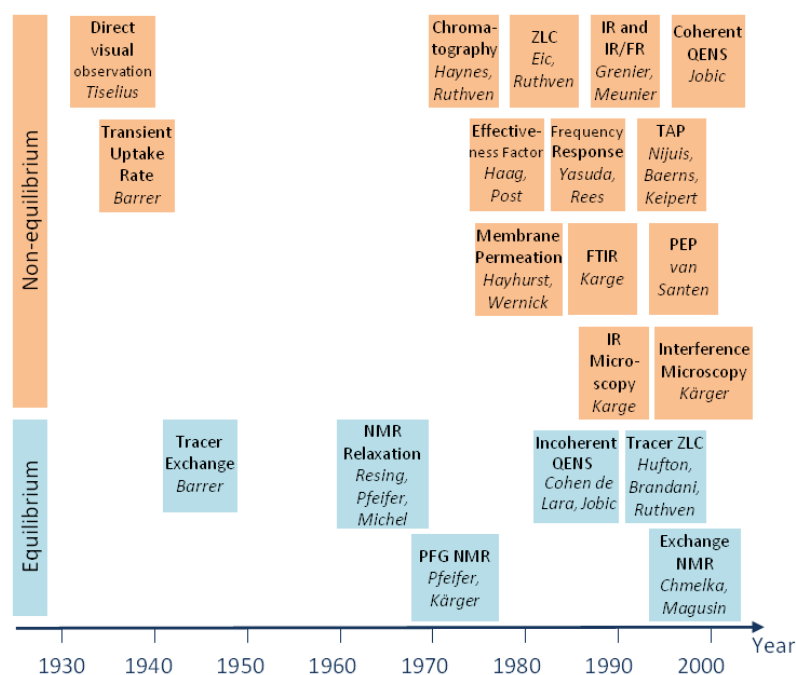 Non-equilibrium
Direct
visual
observation
Tiselius
Transient
Uptake
Rate
Barrer
Chroma-
tography
Haynes,
Ruthven
ZLC
Eic,
Ruthven
IR and
IR/FR
Grenier,
Meunier
Coherent
QENS
Jobic
Effective-
ness Factor
Haag,
Post
Frequency
Response
Yasuda,
Rees
TAP
Nijuis,
Baerns,
Keipert
Membrane
Permeation
Hayhurst,
Wernick
FTIR
Karge
PEP
van
Santen
IR
Micro-
scopy
Karge
Interference
Microscopy
Kärger
Equilibrium
Tracer
Exchange
Barrer
NMR
Relaxation
Resing,
Pfeifer,
Michel
Incoherent
QENS
Cohen de
Lara, Jobic
Tracer ZLC
Hufton,
Brandani,
Ruthven
PFG NMR
Pfeifer,
Kärger
Exchange
NMR
Chmelka,
Magusin
Year
1930 1940 1950 1960 1970 1980 1990 2000